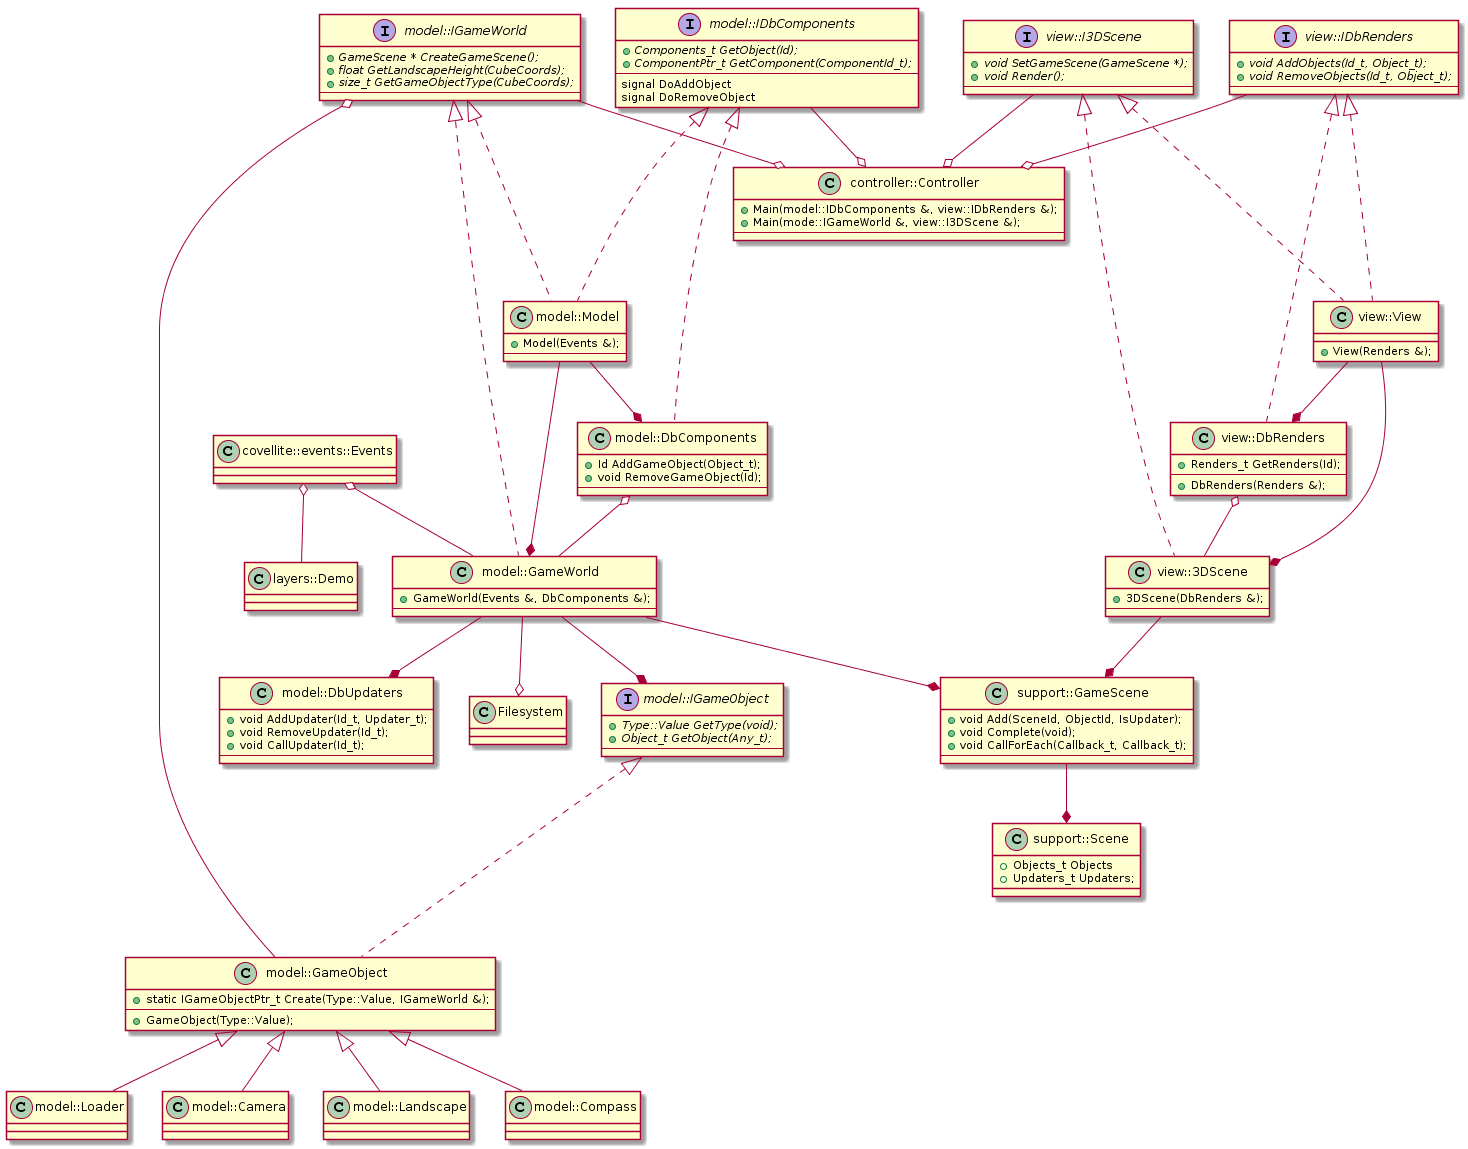 I model::IGameWorld
GameScene * CreateGameScene();
float GetLandscapeHeight(CubeCoords);
size_t GetGameObjectType(CubeCoords);
I model::IDbComponents
Components_t GetObject(Id);
ComponentPtr_t GetComponent(ComponentId_t);
signal DoAddObject
signal DoRemoveObject
I view::I3DScene
void SetGameScene(GameScene *);
void Render();
I view::IDbRenders
void AddObjects(Id_t, Object_t);
void RemoveObjects(Id_t, Object_t);
C controller::Controller
Main(model::IDbComponents &, view::IDbRenders &);
Main(mode::IGameWorld &, view::I3DScene &);
C model::Model
Model(Events &);
C view::View
View(Renders &);
C covellite::events::Events
C model::DbComponents
Id AddGameObject(Object_t);
void RemoveGameObject(Id);
C view::DbRenders
Renders_t GetRenders(Id);
DbRenders(Renders &);
C layers::Demo
C model::GameWorld
GameWorld(Events &, DbComponents &);
C view::3DScene
3DScene(DbRenders &);
C model::DbUpdaters
void AddUpdater(Id_t, Updater_t);
void RemoveUpdater(Id_t);
void CallUpdater(Id_t);
C Filesystem
I model::IGameObject
Type::Value GetType(void);
Object_t GetObject(Any_t);
C support::GameScene
void Add(SceneId, ObjectId, IsUpdater);
void Complete(void);
void CallForEach(Callback_t, Callback_t);
C support::Scene
Objects_t Objects
Updaters_t Updaters;
C model::GameObject
static IGameObjectPtr_t Create(Type::Value, IGameWorld &);
GameObject(Type::Value);
C model::Loader
C model::Camera
C model::Landscape
C model::Compass